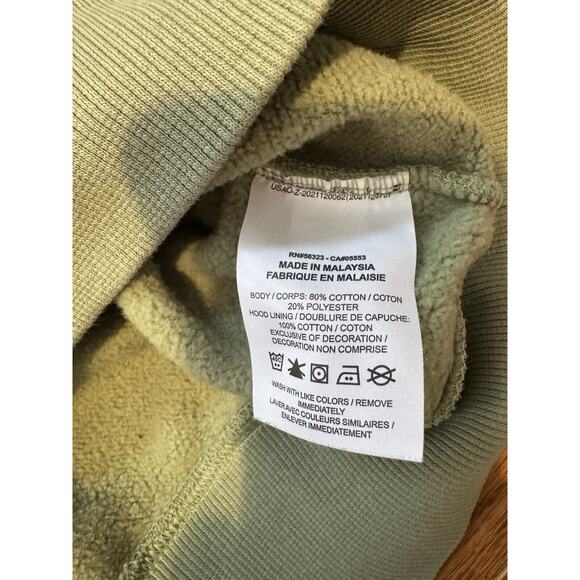 RN#56323 - CA#05553
MADE IN MALAYSIA
FABRIQUE EN MALAISIE
BODY / CORPS: 80% COTTON / COTON
20% POLYESTER
HOOD LINING / DOUBLURE DE CAPUCHE:
100% COTTON / COTON
EXCLUSIVE OF DECORATION /
DECORATION NON COMPRISE
WASH WITH LIKE COLORS / REMOVE
IMMEDIATELY
LAVER AVEC COULEURS SIMILAIRES /
ENLEVER IMMEDIATEMENT